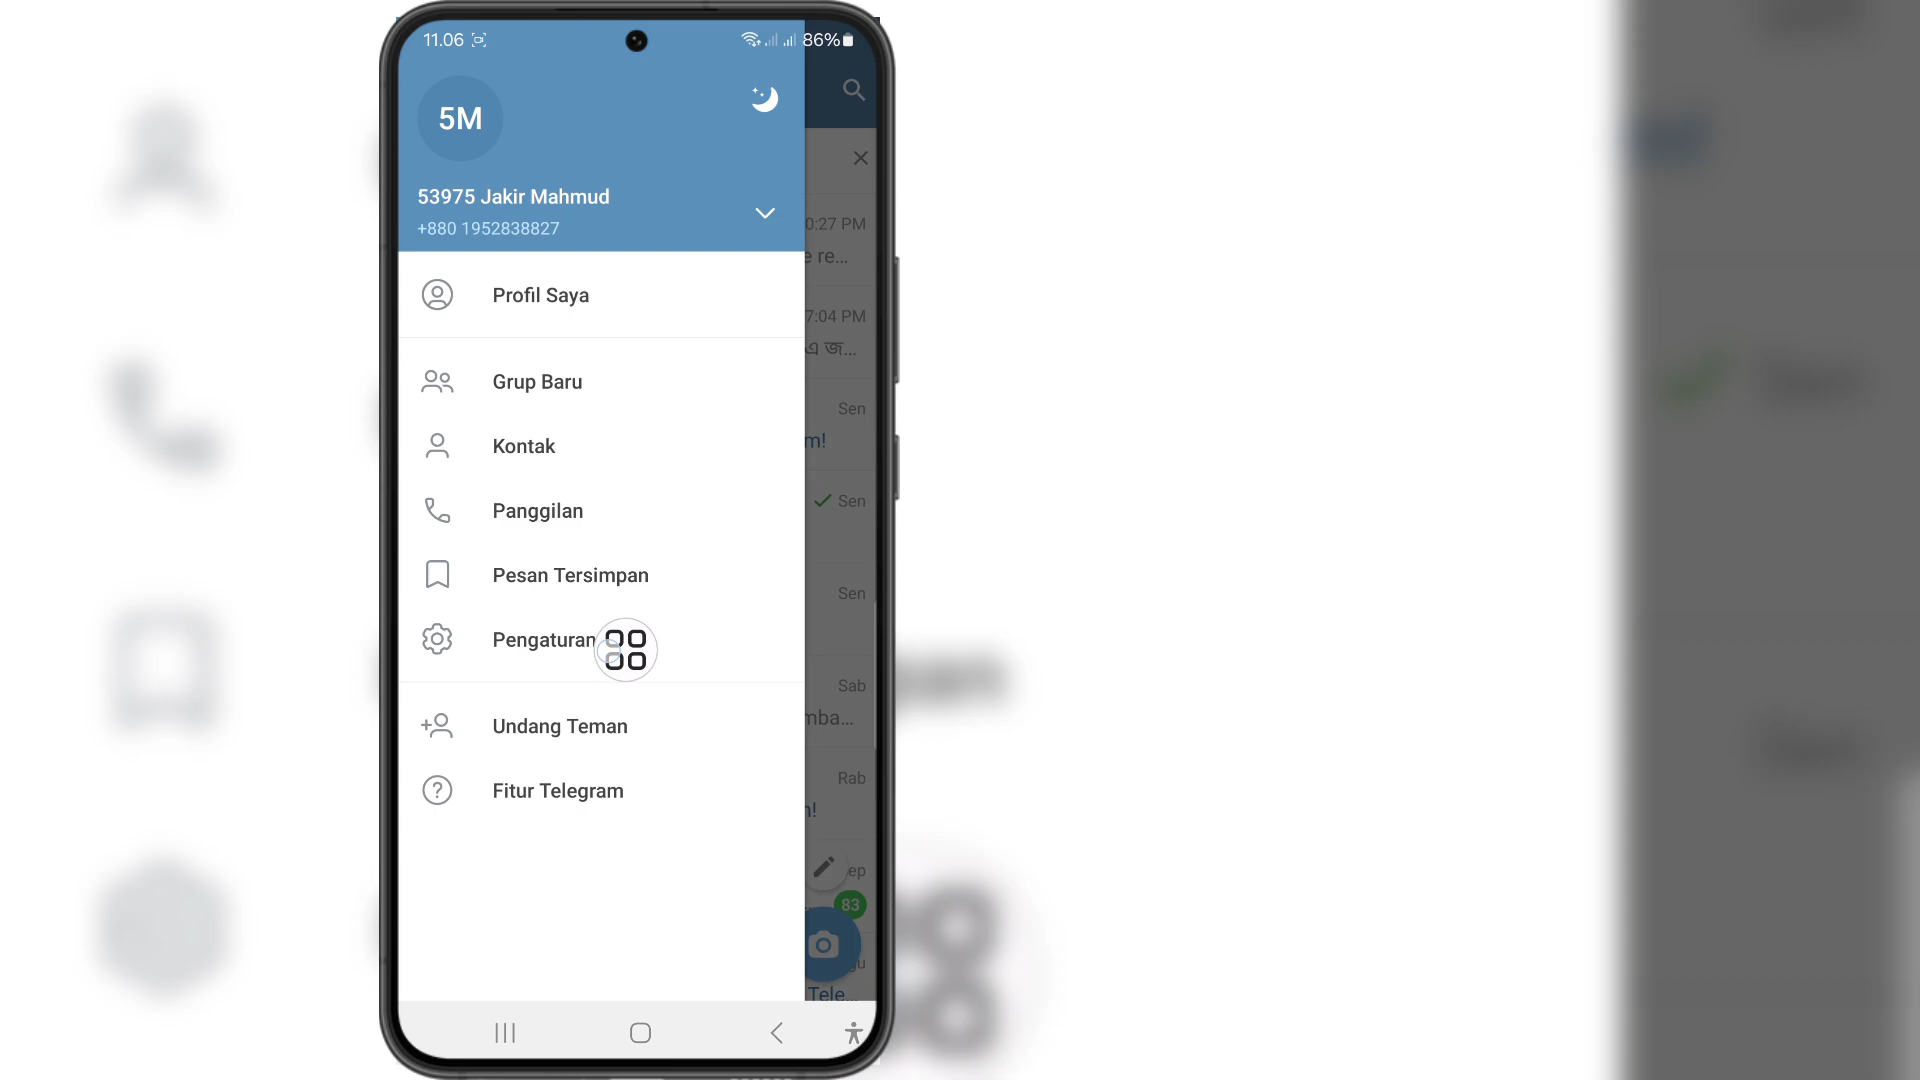 11.06
86%
5M
53975 Jakir Mahmud
+880 1952838827
0:27 PM
e re...
Profil Saya
7:04 PM
এ জ...
Grup Baru
Sen
m!
Kontak
Panggilan
Sen
Pesan Tersimpan
Sen
Pengaturan
Sab
mba...
Undang Teman
Rab
Fitur Telegram
n!
ep
83
gu
Tele...